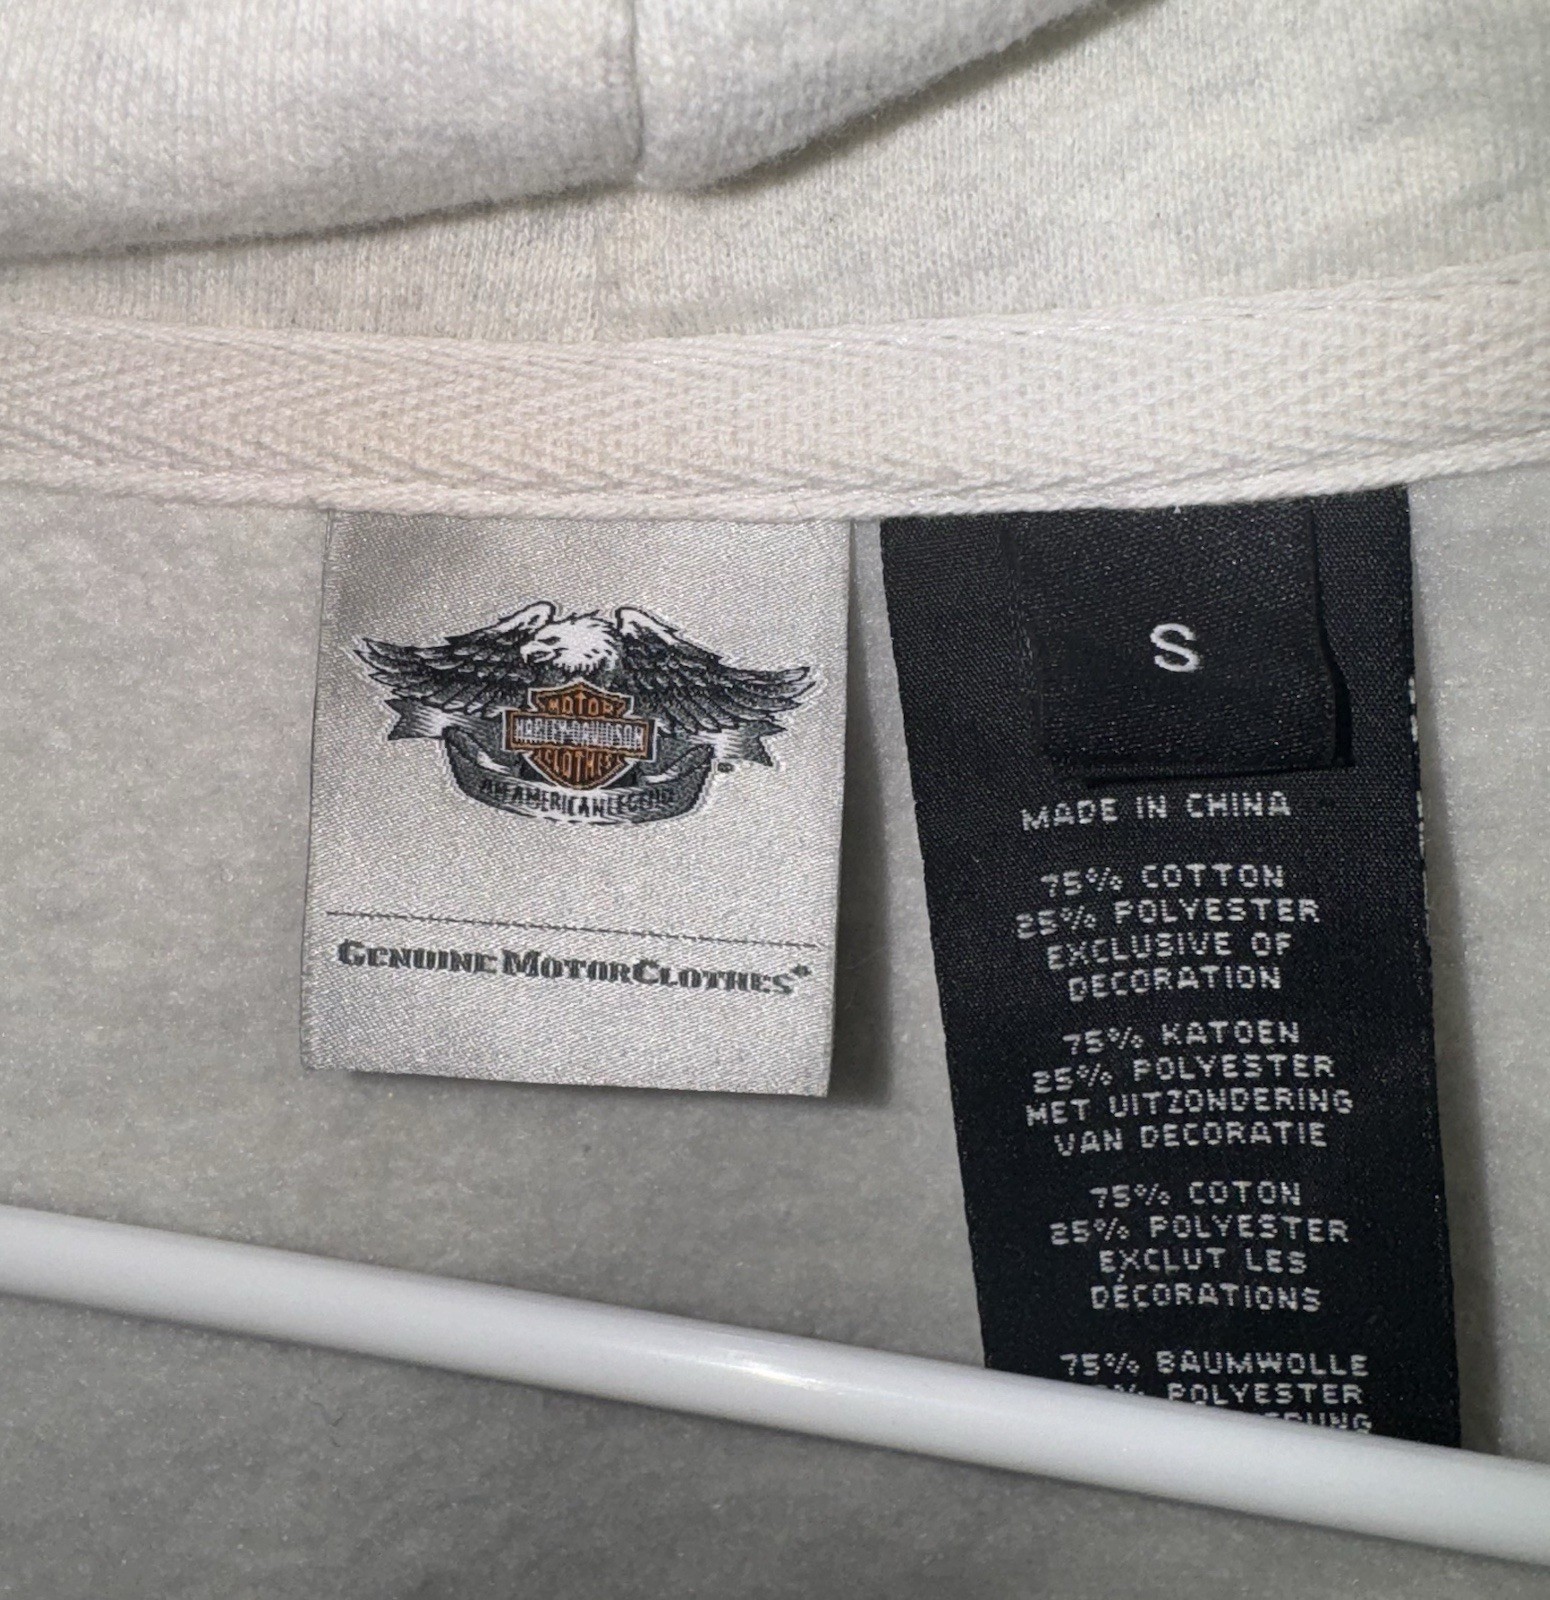 MOTOR
HARLEY-DAVIDSON
CLOTHES
®
AN AMERICAN LEGEND
GENUINE MOTORCLOTHES®
S
MADE IN CHINA
75% COTTON
25% POLYESTER
EXCLUSIVE OF
DECORATION
75% KATOEN
25% POLYESTER
MET UITZONDERING
VAN DECORATIE
75% COTON
25% POLYESTER
EXCLUT LES
DÉCORATIONS
75% BAUMWOLLE
% POLYESTER